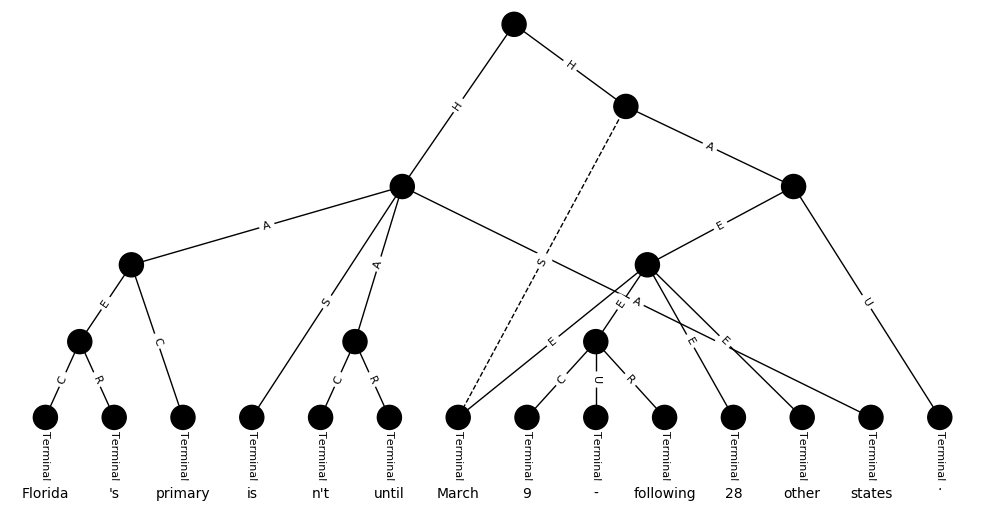 H
H
A
A
S
A
S
A
E
U
E
C
E
E
E
E
C
R
C
R
C
U
R
Terminal Terminal Terminal Terminal Terminal Terminal Terminal Terminal Terminal Terminal Terminal Terminal Terminal Terminal
Florida 's primary is n't until March 9 - following 28 other states .